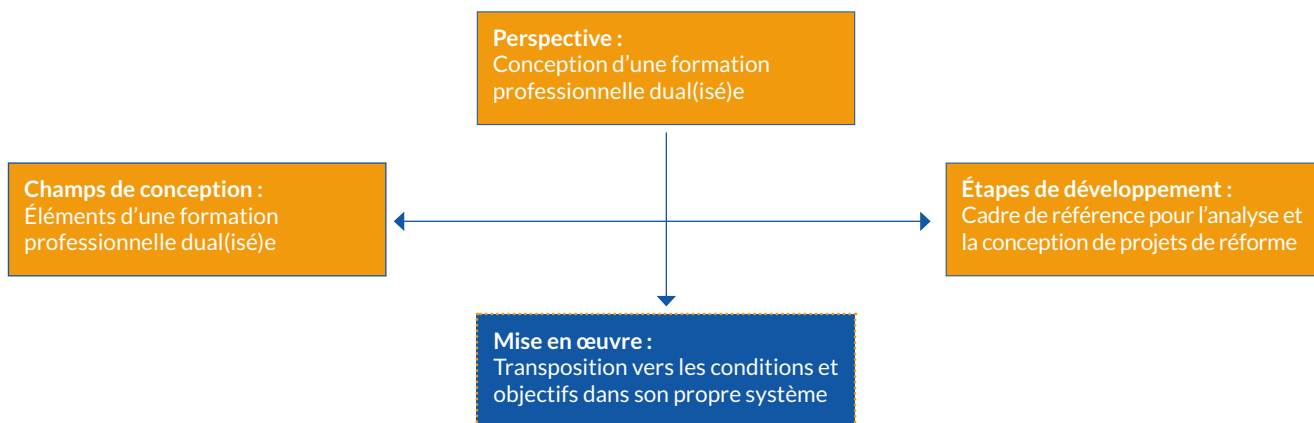 Perspective :
Conception d’une formation
professionnelle dual(isé)e
Champs de conception :
Éléments d’une formation
professionnelle dual(isé)e
Étapes de développement :
Cadre de référence pour l’analyse et
la conception de projets de réforme
Mise en œuvre :
Transposition vers les conditions et
objectifs dans son propre système